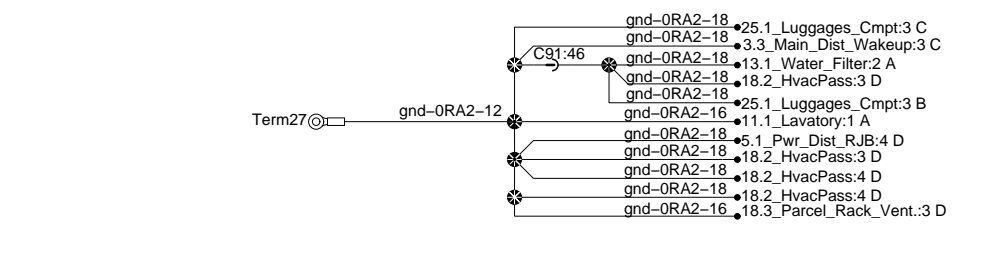 gnd-0RA2-18 25.1_Luggages_Cmpt:3 C
gnd-0RA2-18 3.3_Main_Dist_Wakeup:3 C
C91:46 gnd-0RA2-18 13.1_Water_Filter:2 A
gnd-0RA2-18 18.2_HvacPass:3 D
gnd-0RA2-18 25.1_Luggages_Cmpt:3 B
Term27 gnd-0RA2-12 gnd-0RA2-16 11.1_Lavatory:1 A
gnd-0RA2-18 5.1_Pwr_Dist_RJB:4 D
gnd-0RA2-18 18.2_HvacPass:3 D
gnd-0RA2-18 18.2_HvacPass:4 D
gnd-0RA2-18 18.2_HvacPass:4 D
gnd-0RA2-16 18.3_Parcel_Rack_Vent.:3 D